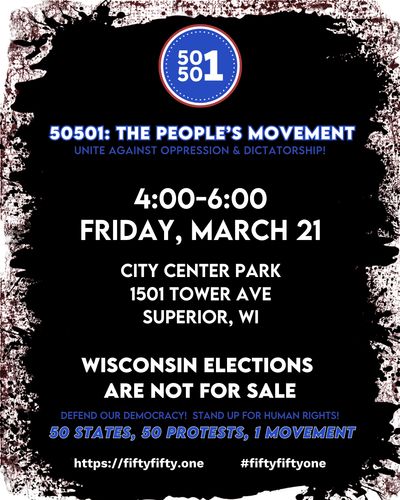 50
50 1
50501: THE PEOPLE'S MOVEMENT
UNITE AGAINST OPPRESSION & DICTATORSHIP!
4:00-6:00
FRIDAY, MARCH 21
CITY CENTER PARK
1501 TOWER AVE
SUPERIOR, WI
WISCONSIN ELECTIONS
ARE NOT FOR SALE
DEFEND OUR DEMOCRACY! STAND UP FOR HUMAN RIGHTS!
50 STATES, 50 PROTESTS, 1 MOVEMENT
https://fiftyfifty.one #fiftyfiftyone